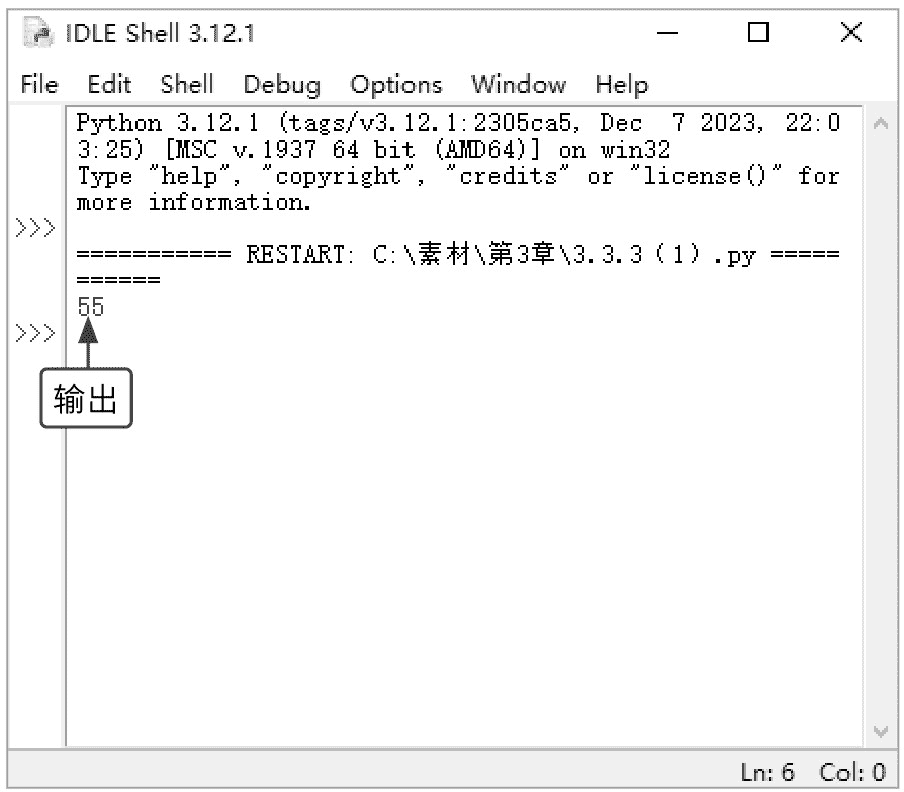 IDLE Shell 3.12.1
File Edit Shell Debug Options Window Help
Python 3.12.1 (tags/v3.12.1:2305ca5, Dec  7 2023, 22:0
3:25) [MSC v.1937 64 bit (AMD64)] on win32
Type "help", "copyright", "credits" or "license()" for
more information.
>>>
=========== RESTART: C:\素材\第3章\3.3.3（1）.py =====
======
55
>>>
输出
Ln: 6 Col: 0